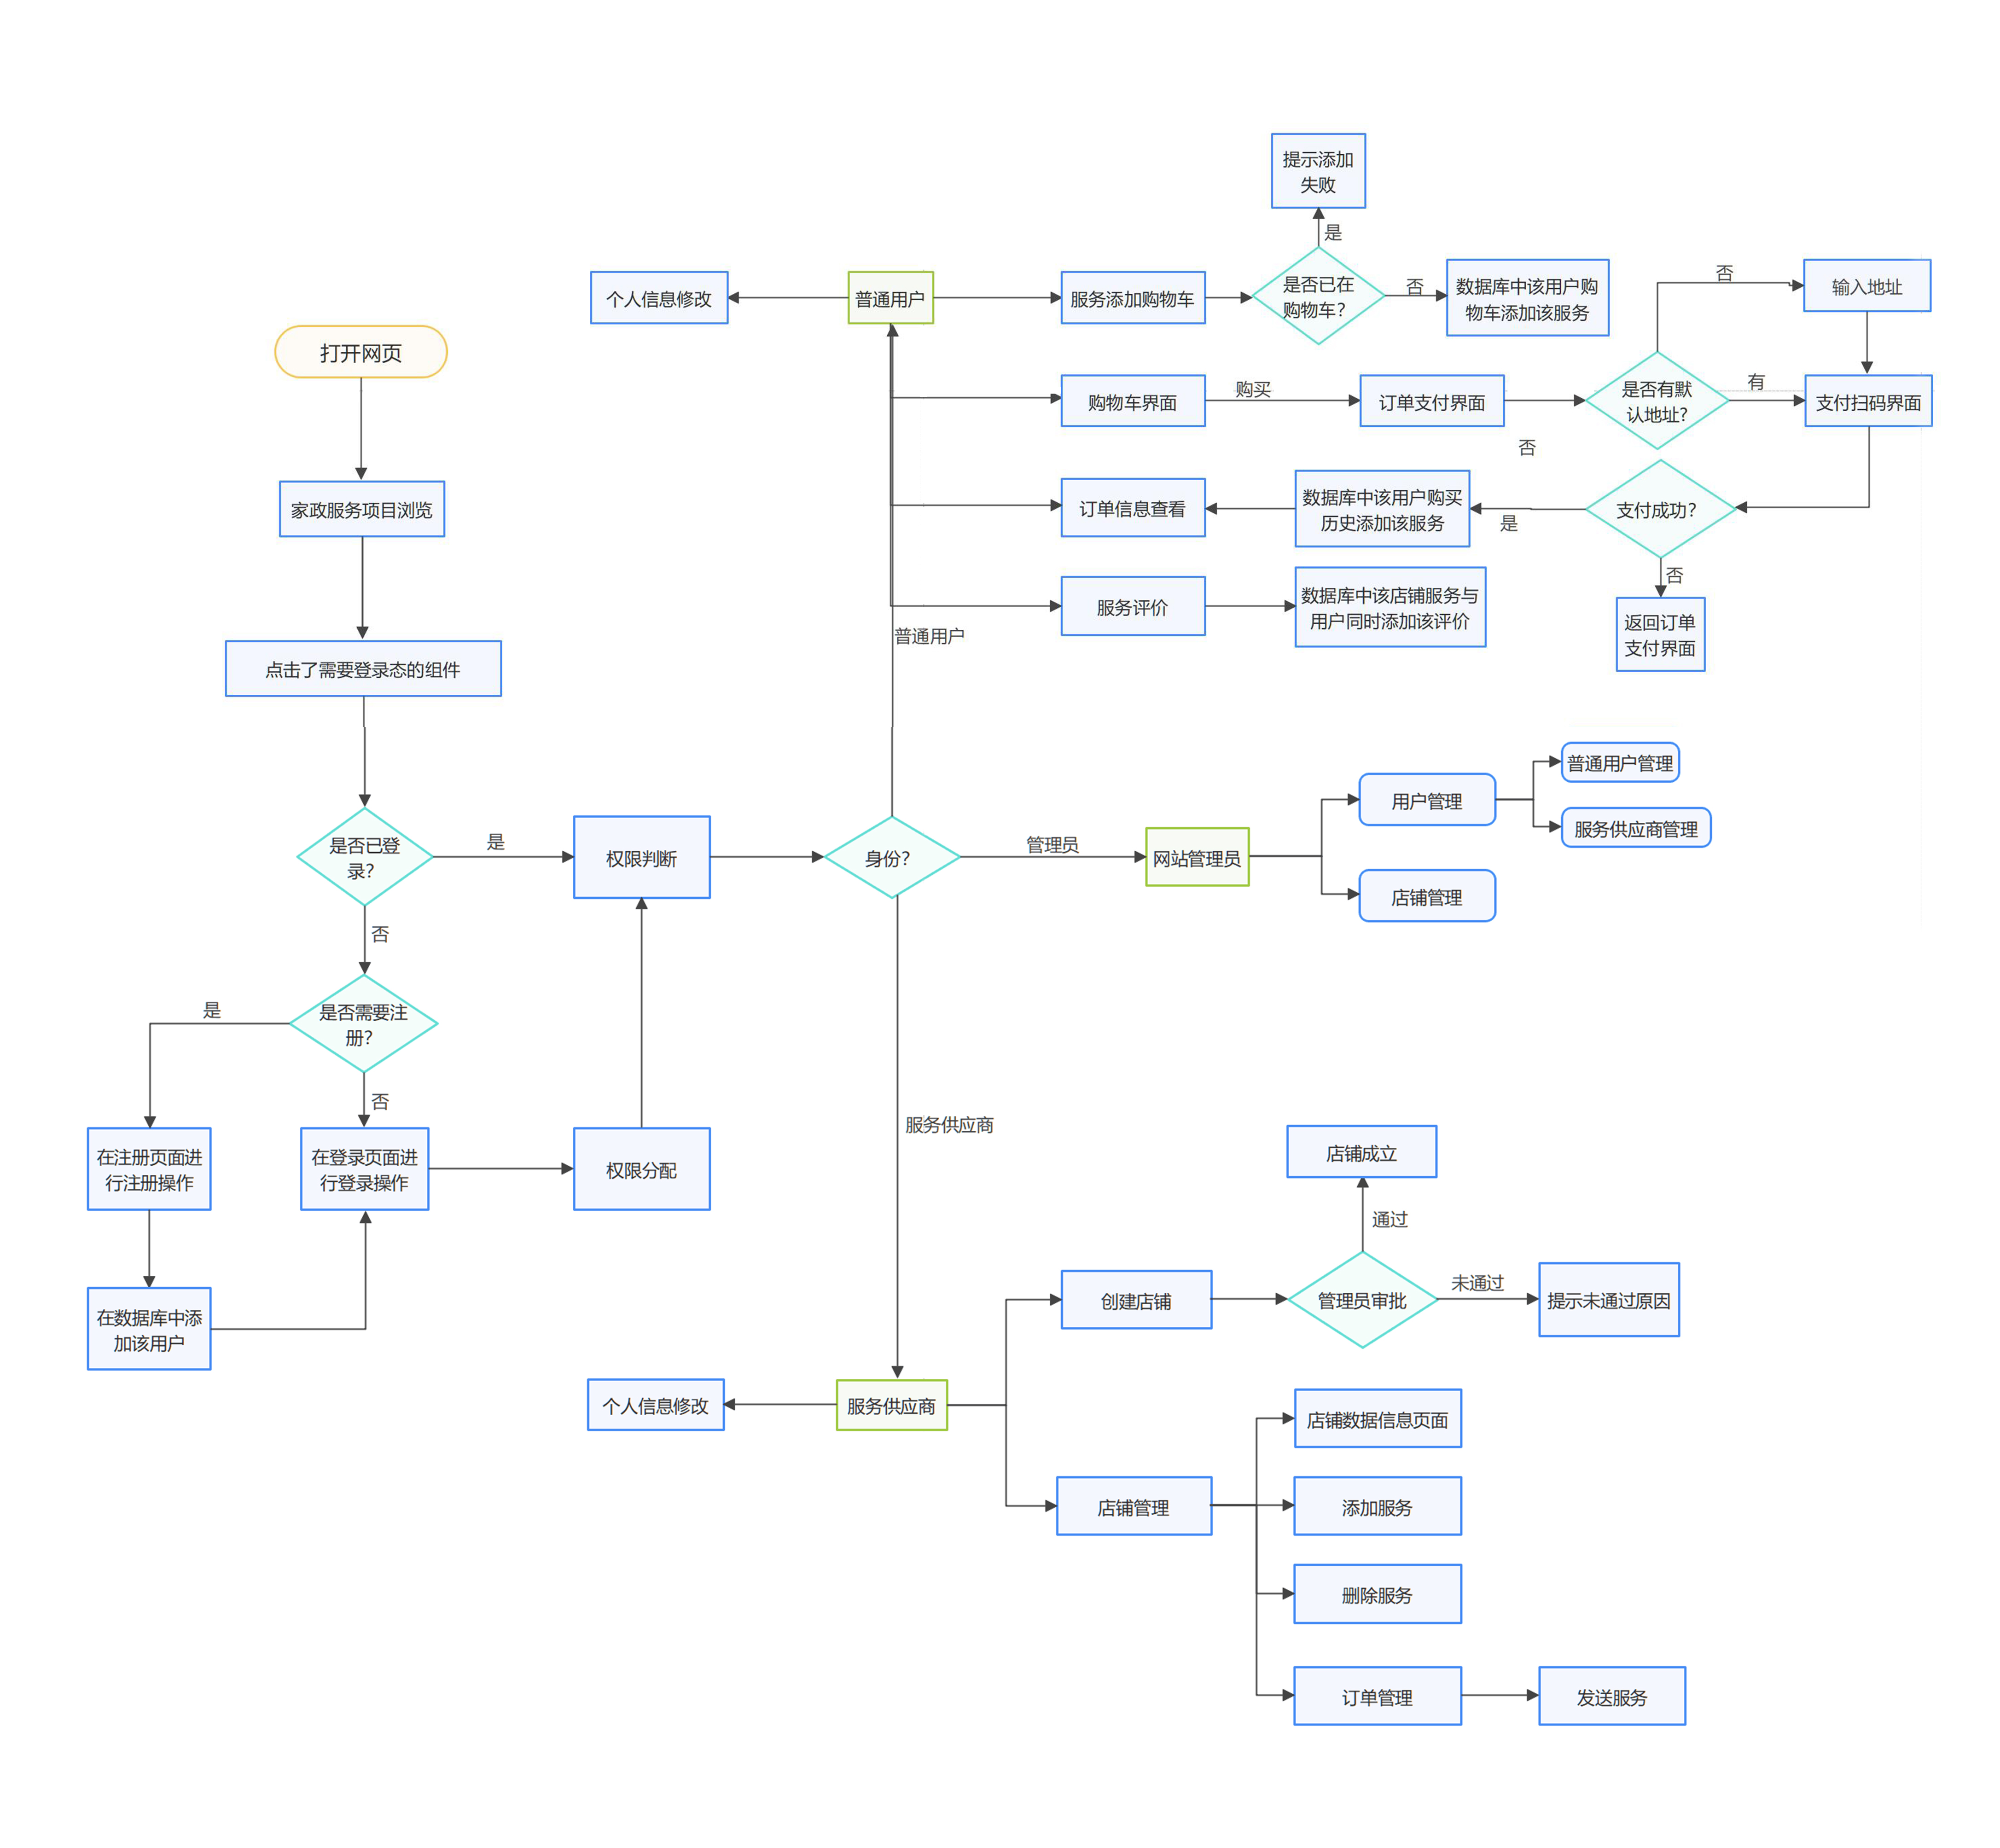 提示添加
失败
是
个人信息修改
普通用户
服务添加购物车
是否已在
购物车？
否
数据库中该用户购
物车添加该服务
否
输入地址
打开网页
购物车界面
购买
订单支付界面
是否有默
认地址？
有
支付扫码界面
否
家政服务项目浏览
订单信息查看
数据库中该用户购买
历史添加该服务
是
支付成功？
否
服务评价
数据库中该店铺服务与
用户同时添加该评价
返回订单
支付界面
普通用户
点击了需要登录态的组件
普通用户管理
用户管理
服务供应商管理
是否已登
录？
是
权限判断
身份？
管理员
网站管理员
店铺管理
否
是否需要注
册？
是
否
在注册页面进
行注册操作
在登录页面进
行登录操作
权限分配
服务供应商
店铺成立
通过
在数据库中添
加该用户
创建店铺
管理员审批
未通过
提示未通过原因
个人信息修改
服务供应商
店铺数据信息页面
店铺管理
添加服务
删除服务
订单管理
发送服务